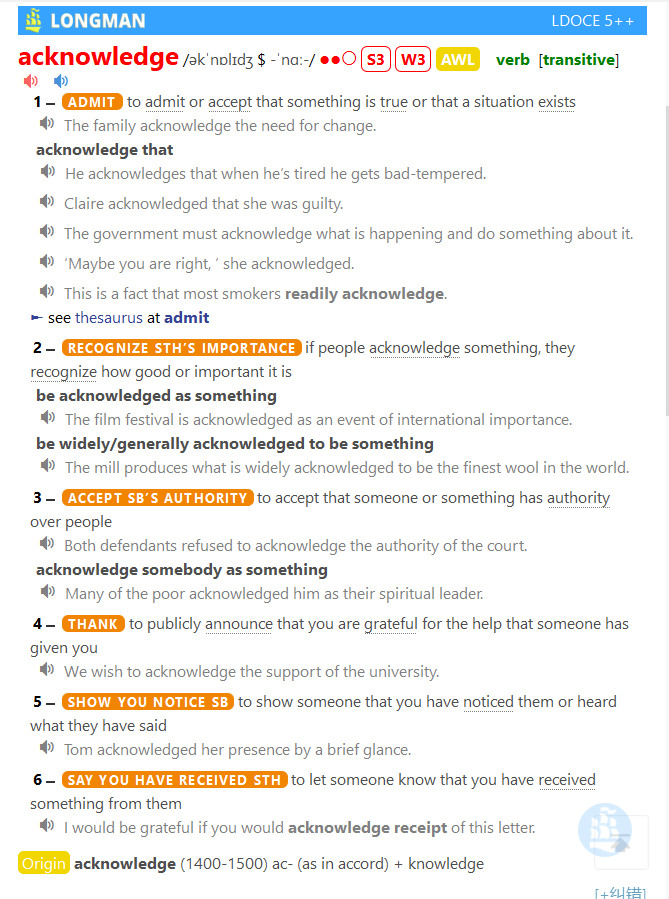 LONGMAN LDOCE 5++
acknowledge /əkˈnɒlɪdʒ $ -ˈnɑː-/ ●●○ S3 W3 AWL verb [transitive]
1 – ADMIT to admit or accept that something is true or that a situation exists
The family acknowledge the need for change.
acknowledge that
He acknowledges that when he’s tired he gets bad-tempered.
Claire acknowledged that she was guilty.
The government must acknowledge what is happening and do something about it.
‘Maybe you are right, ’ she acknowledged.
This is a fact that most smokers readily acknowledge.
➸ see thesaurus at admit
2 – RECOGNIZE STH’S IMPORTANCE if people acknowledge something, they
recognize how good or important it is
be acknowledged as something
The film festival is acknowledged as an event of international importance.
be widely/generally acknowledged to be something
The mill produces what is widely acknowledged to be the finest wool in the world.
3 – ACCEPT SB’S AUTHORITY to accept that someone or something has authority
over people
Both defendants refused to acknowledge the authority of the court.
acknowledge somebody as something
Many of the poor acknowledged him as their spiritual leader.
4 – THANK to publicly announce that you are grateful for the help that someone has
given you
We wish to acknowledge the support of the university.
5 – SHOW YOU NOTICE SB to show someone that you have noticed them or heard
what they have said
Tom acknowledged her presence by a brief glance.
6 – SAY YOU HAVE RECEIVED STH to let someone know that you have received
something from them
I would be grateful if you would acknowledge receipt of this letter.
Origin acknowledge (1400-1500) ac- (as in accord) + knowledge
[+纠错]